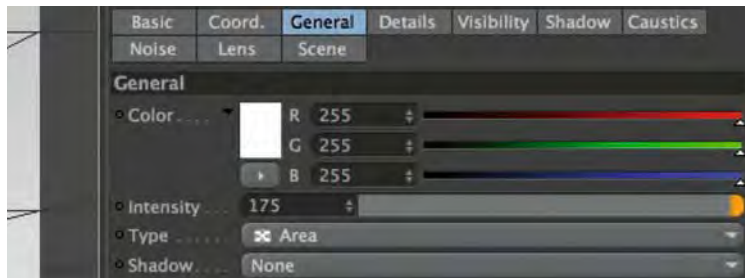 Basic Coord. General Details Visibility Shadow Caustics
Noise Lens Scene
General
Color.... R 255
G 255
B 255
Intensity... 175
Type...... Area
Shadow.... None